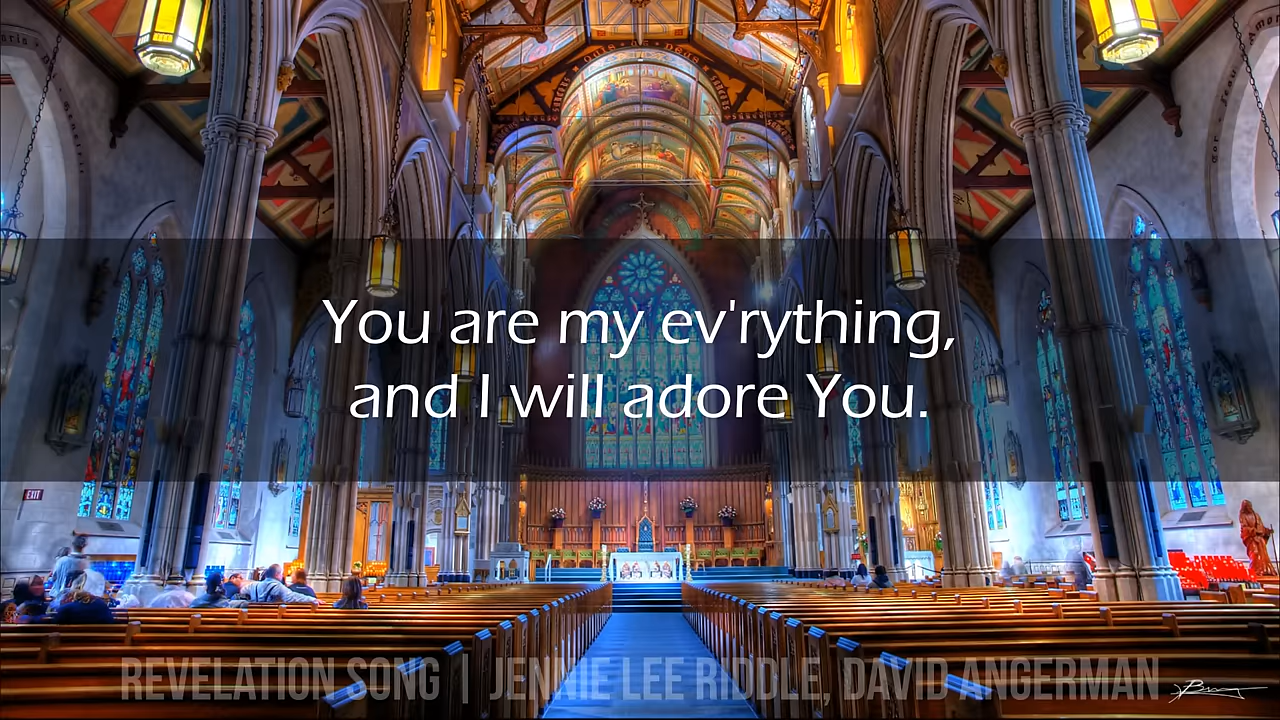 You are my ev'rything,
and I will adore You.
EXIT
REVELATION SONG | JENNIE LEE RIDDLE, DAVID ANGERMAN